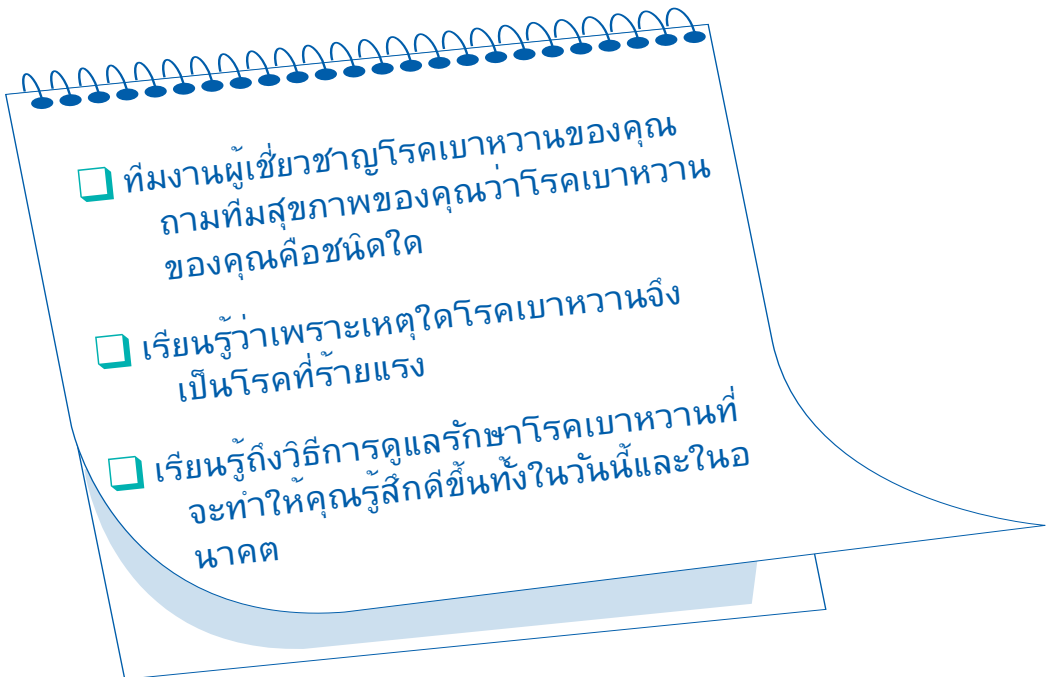 ทีมงานผู้เชี่ยวชาญโรคเบาหวานของคุณ
ถามทีมสุขภาพของคุณว่าโรคเบาหวาน
ของคุณคือชนิดใด
เรียนรู้ว่าเพราะเหตุใดโรคเบาหวานจึง
เป็นโรคที่ร้ายแรง
เรียนรู้ถึงวิธีการดูแลรักษาโรคเบาหวานที่
จะทำให้คุณรู้สึกดีขึ้นทั้งในวันนี้และในอ
นาคต